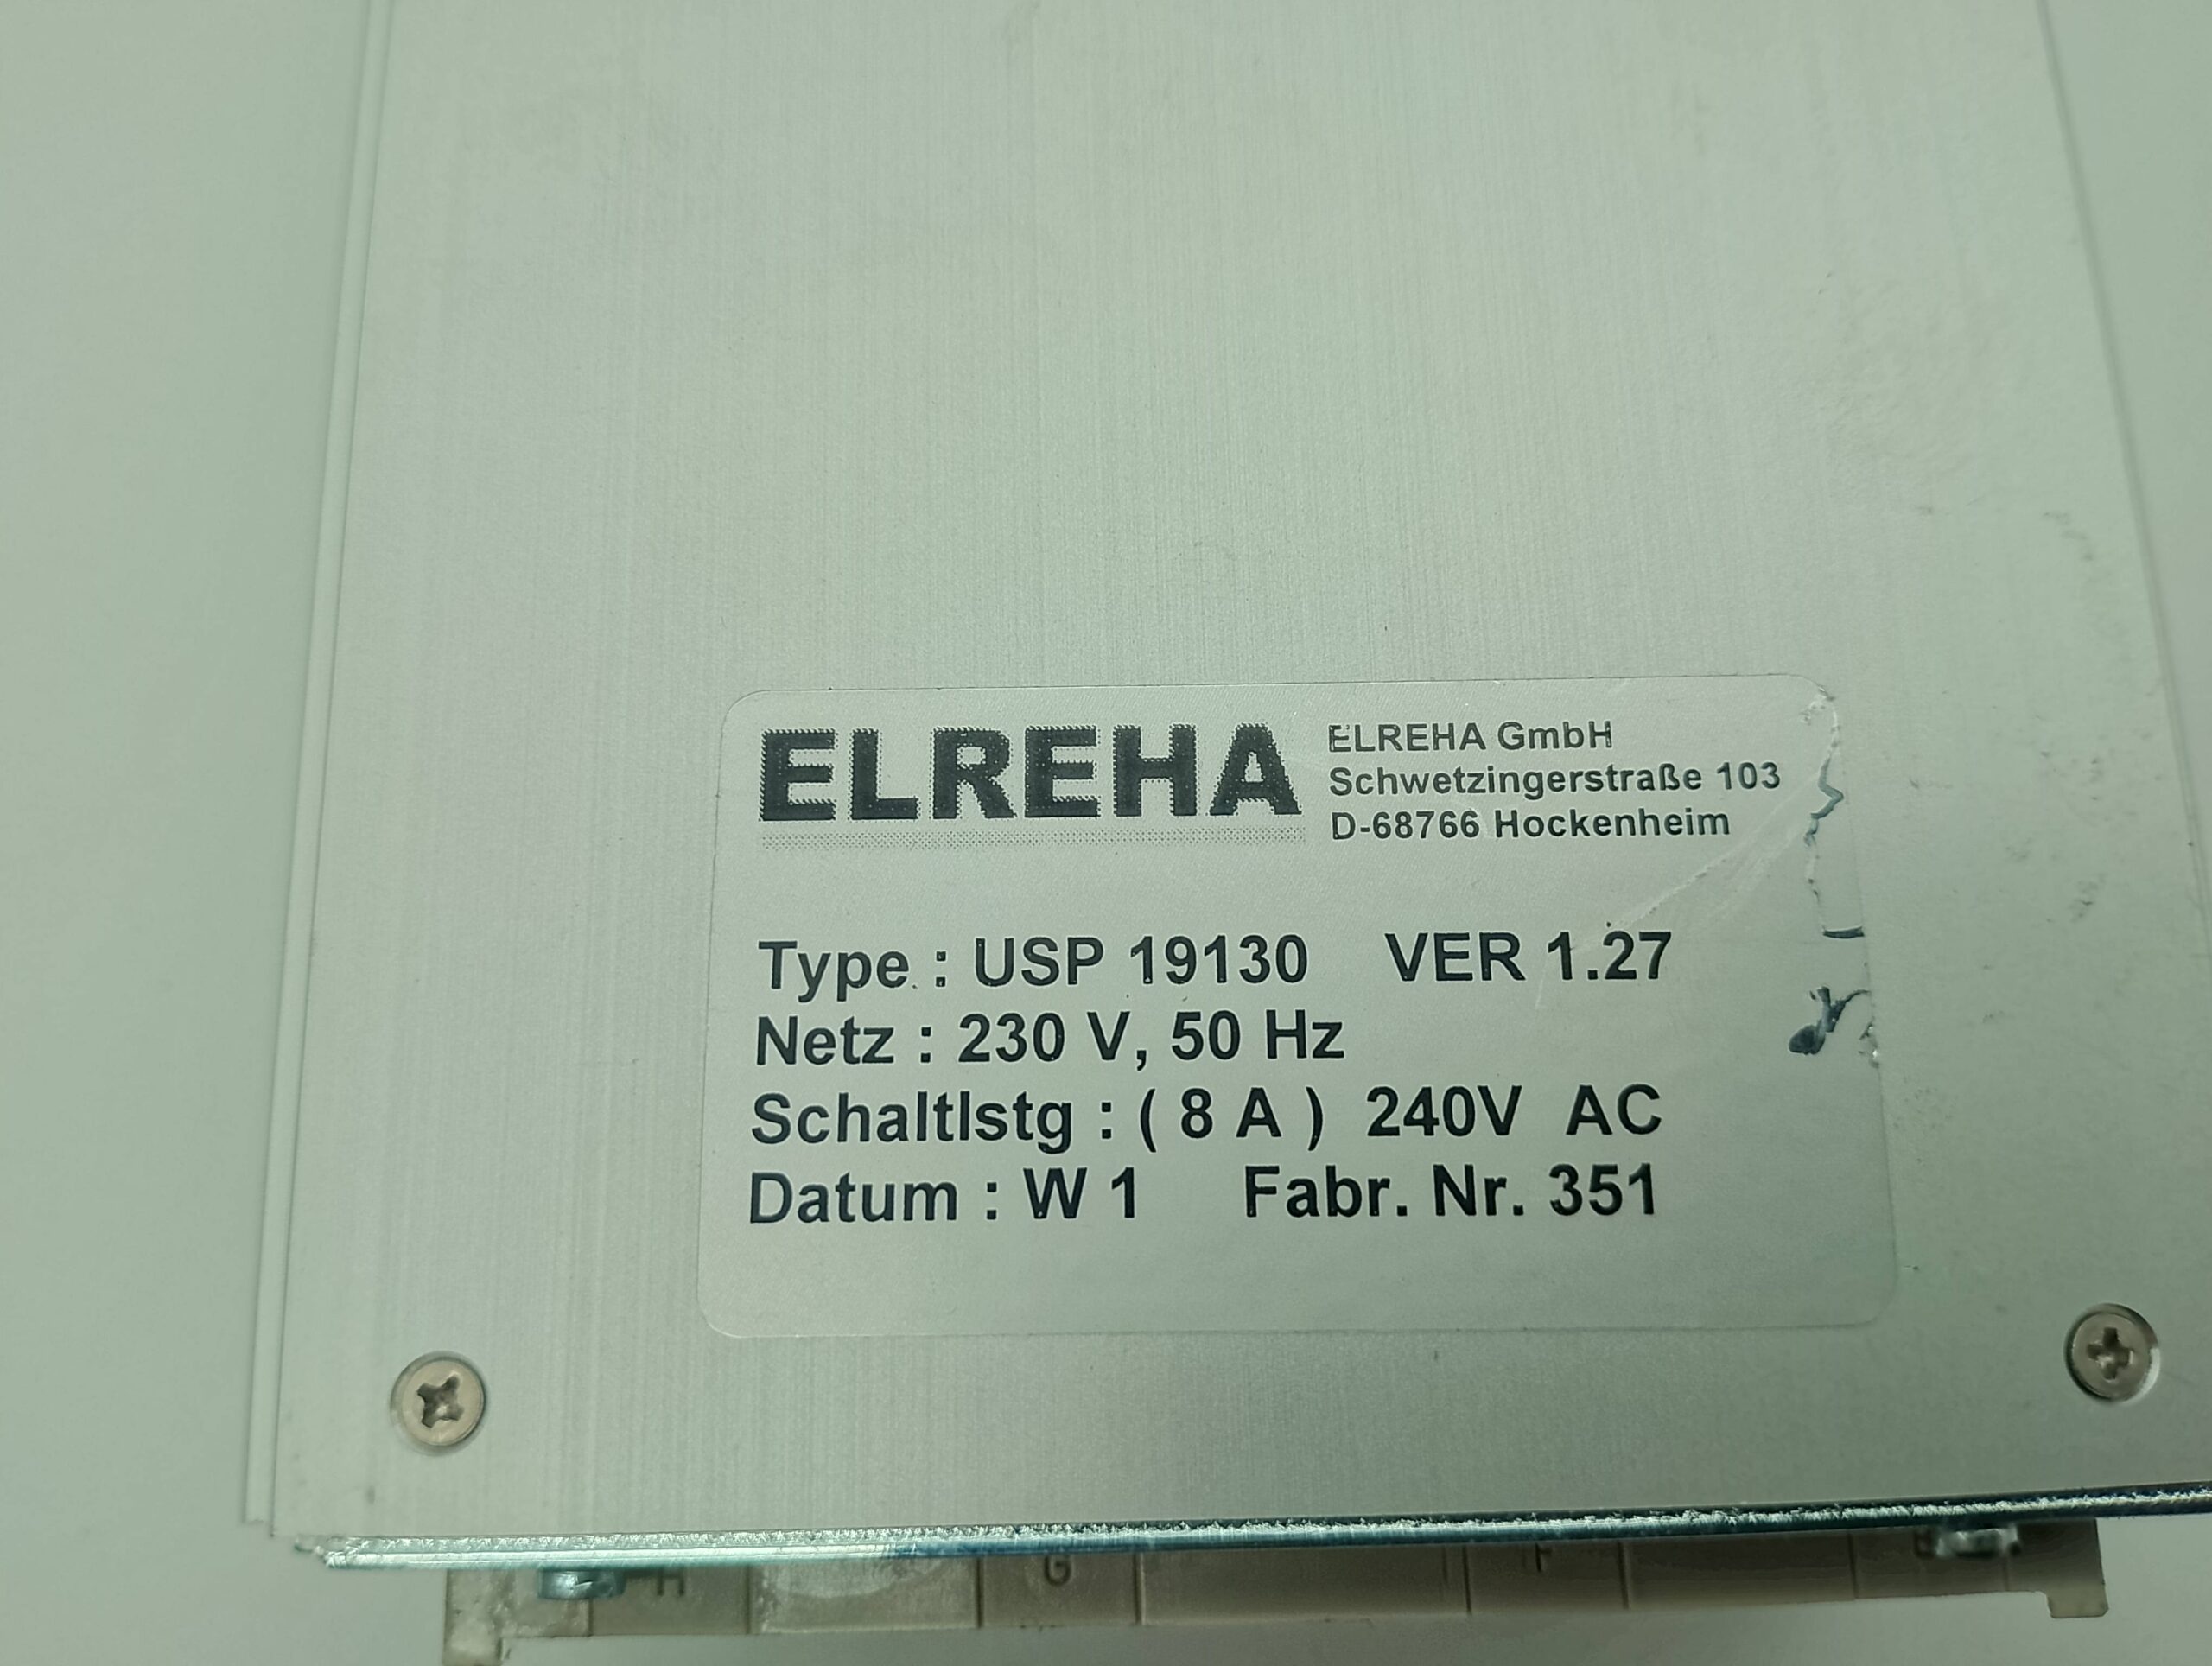 ELREHA
ELREHA GmbH
Schwetzingerstraße 103
D-68766 Hockenheim
Type : USP 19130 VER 1.27
Netz : 230 V, 50 Hz
Schaltlstg : ( 8 A ) 240V AC
Datum : W 1 Fabr. Nr. 351
H G F